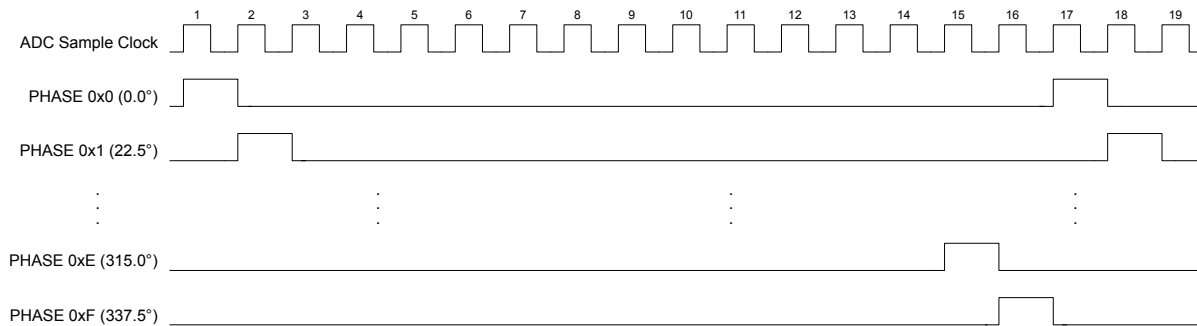 1 2 3 4 5 6 7 8 9 10 11 12 13 14 15 16 17 18 19
ADC Sample Clock
PHASE 0x0 (0.0°)
PHASE 0x1 (22.5°)
PHASE 0xE (315.0°)
PHASE 0xF (337.5°)